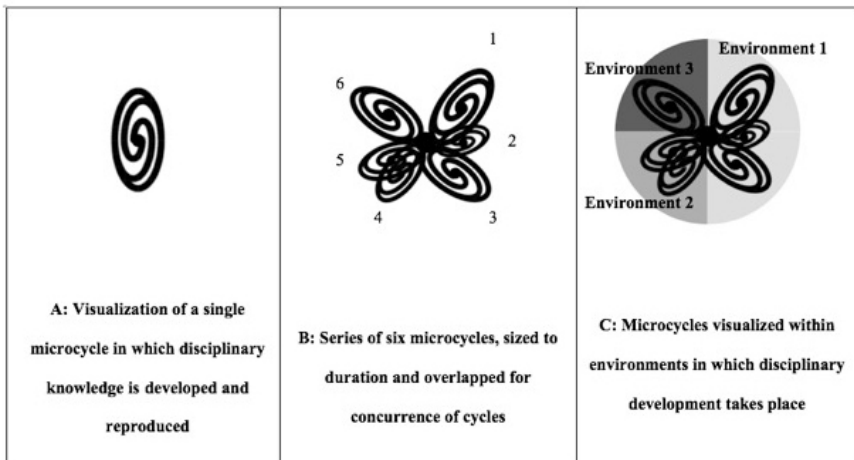 A: Visualization of a single
microcycle in which disciplinary
knowledge is developed and
reproduced
1
6
2
5
4
3
B: Series of six microcycles, sized to
duration and overlapped for
concurrence of cycles
Environment 1
Environment 3
Environment 2
C: Microcycles visualized within
environments in which disciplinary
development takes place